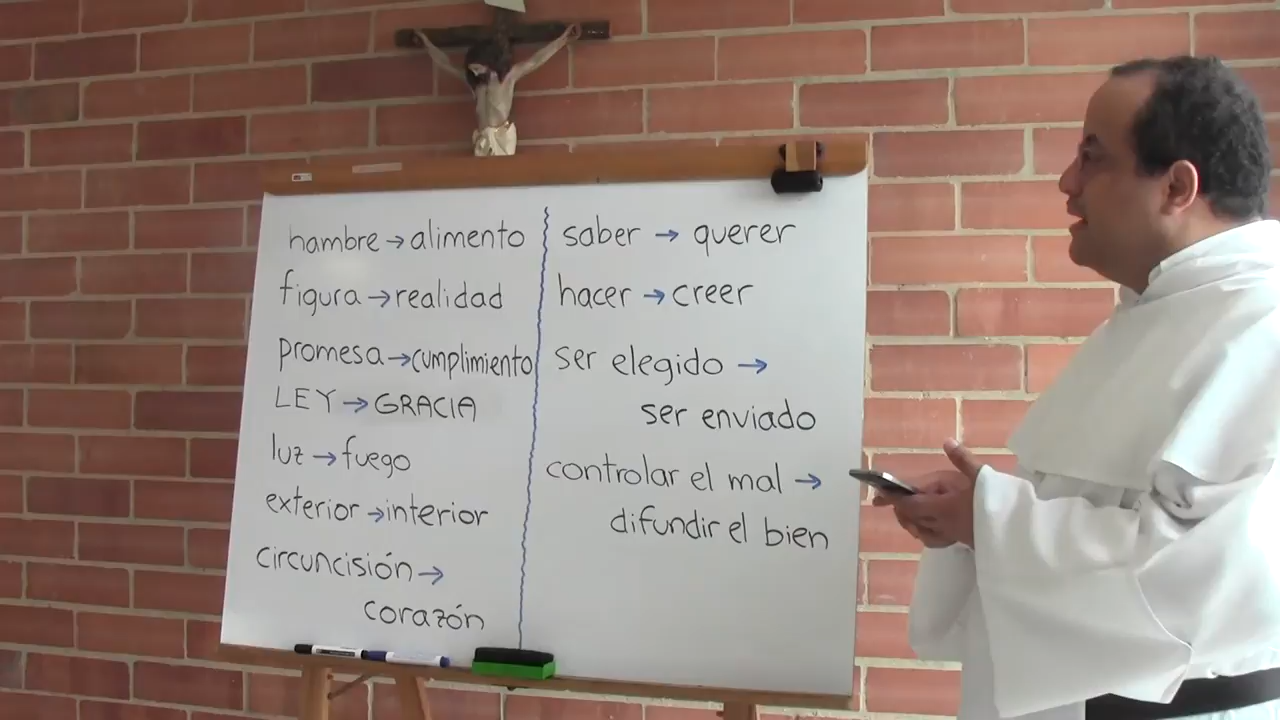 hambre → alimento
figura → realidad
promesa → cumplimiento
LEY → GRACIA
luz → fuego
exterior → interior
circuncisión →
corazón
saber → querer
hacer → creer
ser elegido →
ser enviado
controlar el mal →
difundir el bien